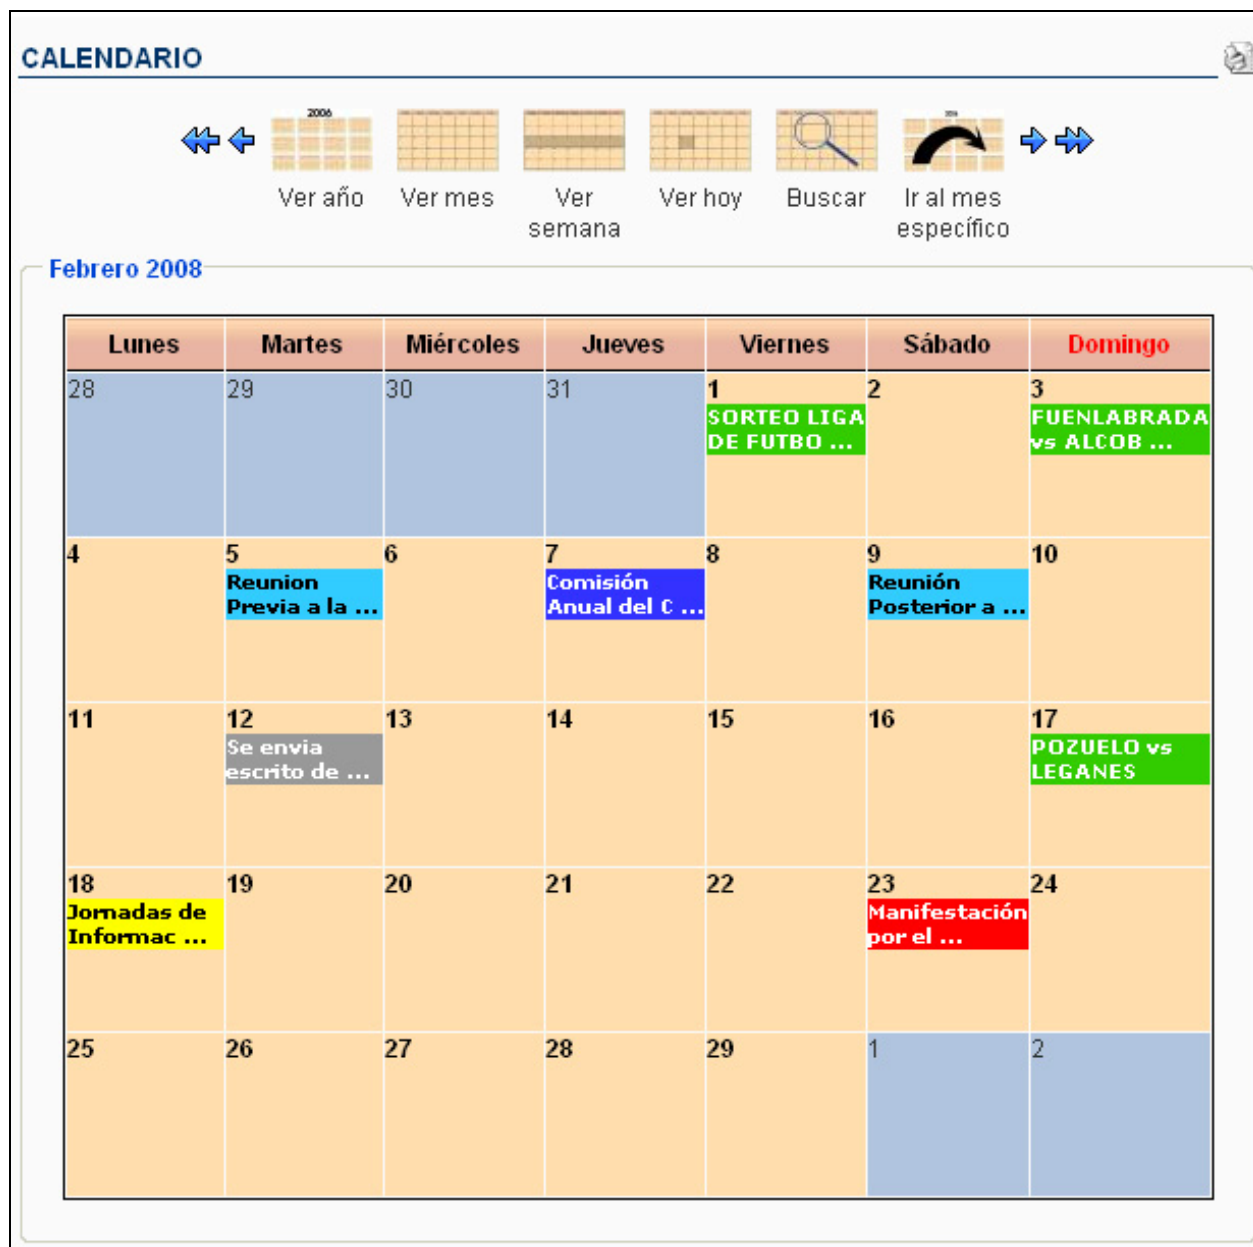 CALENDARIO
2006
Ver año
Ver mes
Ver
semana
Ver hoy
Buscar
Ir al mes
específico
Febrero 2008
Lunes Martes Miércoles Jueves Viernes Sábado Domingo
28 29 30 31 1 2 3
SORTEO LIGA
DE FUTBO ...
FUENLABRADA
vs ALCOB ...
4 5 6 7 8 9 10
Reunion
Previa a la ...
Comisión
Anual del C ...
Reunión
Posterior a ...
11 12 13 14 15 16 17
Se envia
escrito de ...
POZUELO vs
LEGANES
18 19 20 21 22 23 24
Jornadas de
Informac ...
Manifestación
por el ...
25 26 27 28 29 1 2